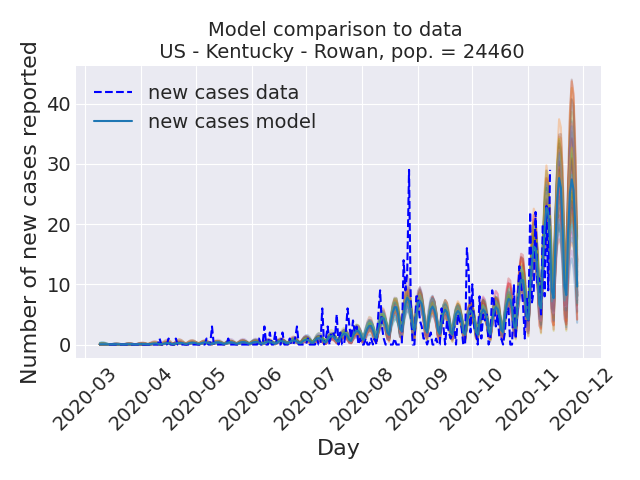 Model comparison to data
US - Kentucky - Rowan, pop. = 24460
Number of new cases reported
new cases data
new cases model
40
30
20
10
0
2020-03
2020-04
2020-05
2020-06
2020-07
2020-08
2020-09
2020-10
2020-11
2020-12
Day